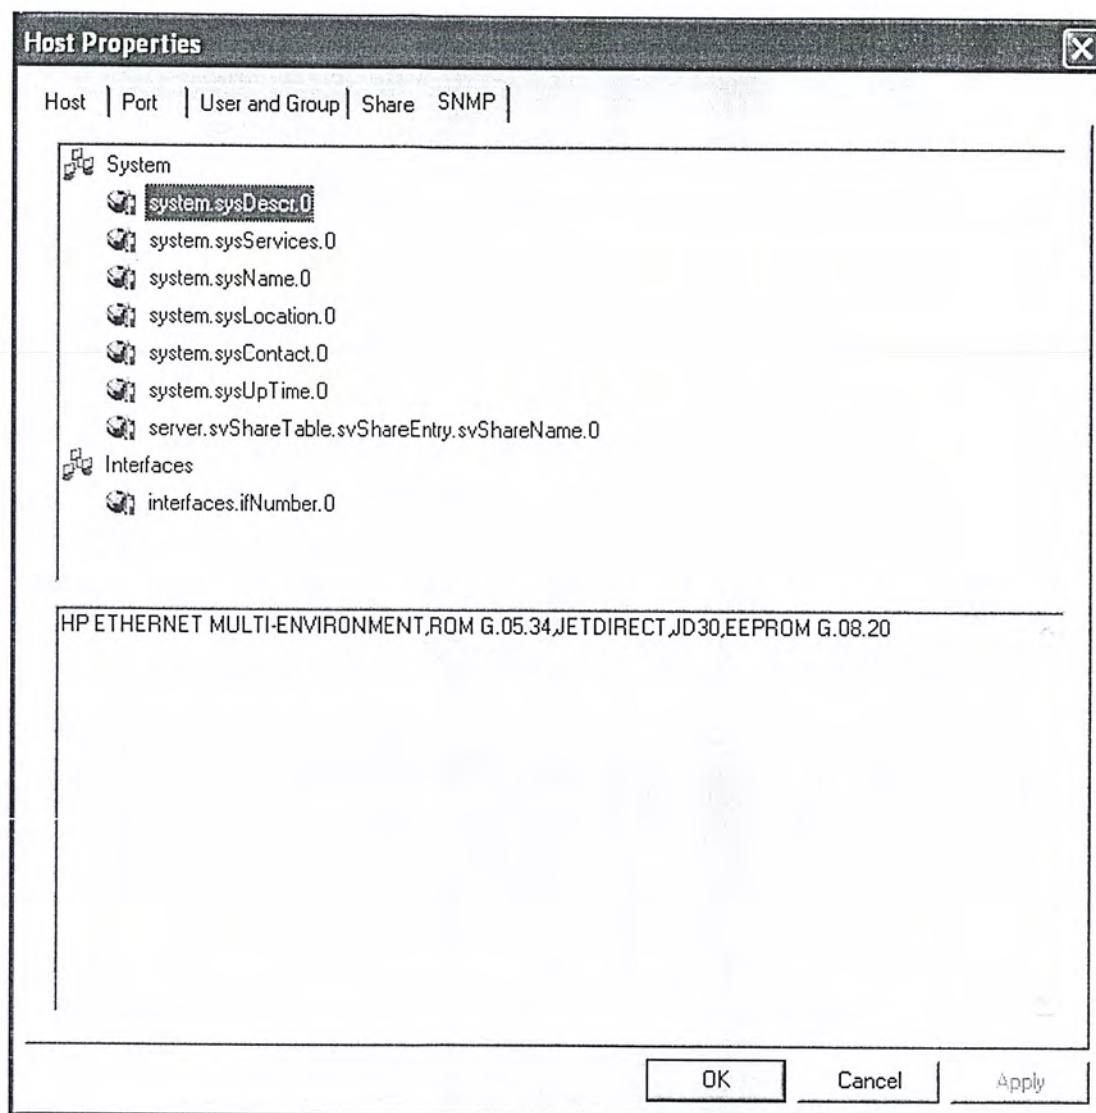 Host Properties
Host Port User and Group Share SNMP
System
system.sysDescr.0
system.sysServices.0
system.sysName.0
system.sysLocation.0
system.sysContact.0
system.sysUpTime.0
server.svShareTable.svShareEntry.svShareName.0
Interfaces
interfaces.ifNumber.0
HP ETHERNET MULTI-ENVIRONMENT,ROM G.05.34,JETDIRECT,JD30,EEPROM G.08.20
OK Cancel Apply